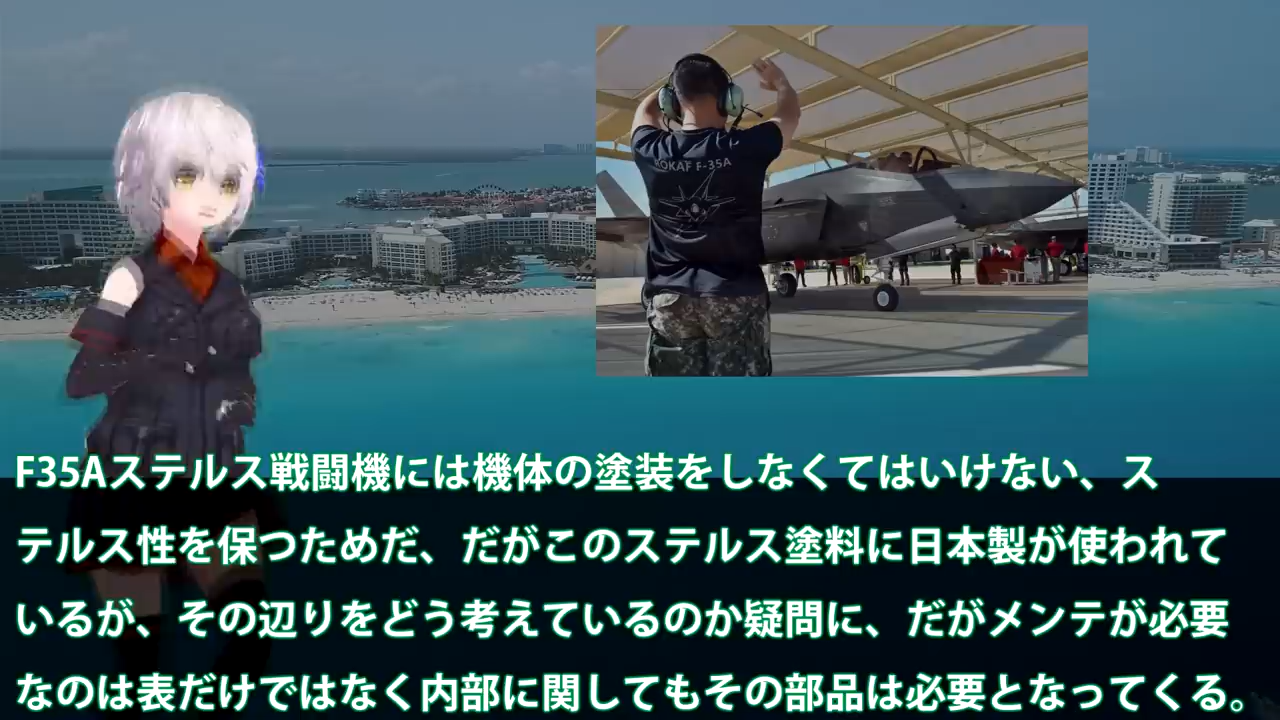 ROKAF F-35A
F35Aステルス戦闘機には機体の塗装をしなくてはいけない、ス
テルス性を保つためだ、だがこのステルス塗料に日本製が使われて
いるが、その辺りをどう考えているのか疑問に、だがメンテが必要
なのは表だけではなく内部に関してもその部品は必要となってくる。